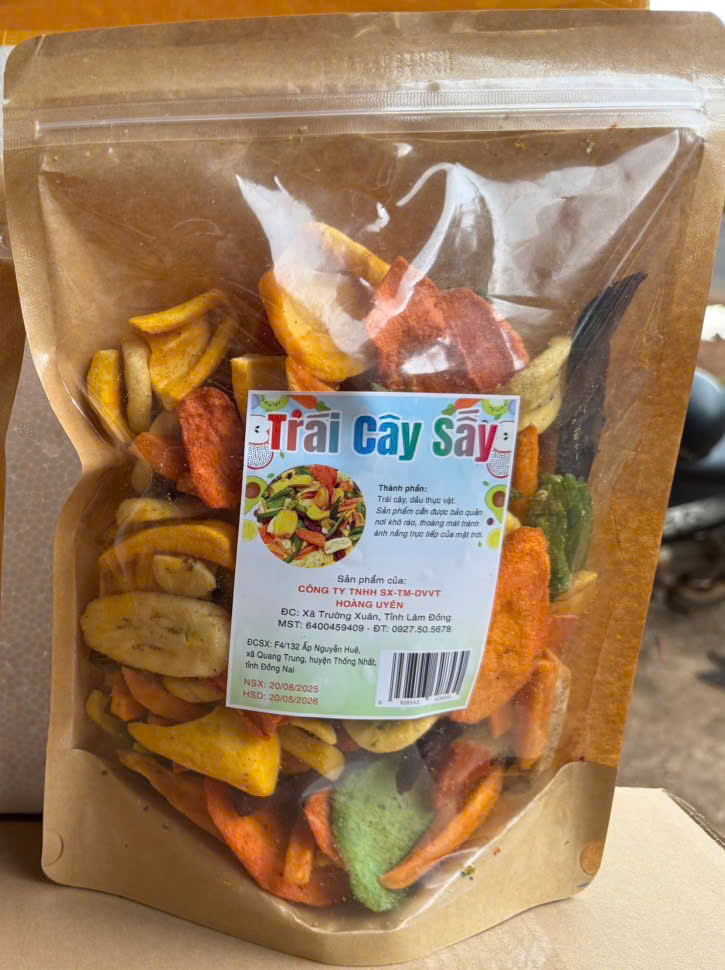 Trái Cây Sấy
Thành phần:
Trái cây, dầu thực vật.
Sản phẩm cần được bảo quản
nơi khô ráo, thoáng mát tránh
ánh nắng trực tiếp của mặt trời.
Sản phẩm của:
CÔNG TY TNHH SX-TM-DVVT
HOÀNG UYÊN
ĐC: Xã Trường Xuân, Tỉnh Lâm Đồng
MST: 6400459409 - ĐT: 0927.50.5678
ĐCSX: F4/132 Ấp Nguyễn Huệ,
xã Quang Trung, huyện Thống Nhất,
tỉnh Đồng Nai
NSX: 20/08/2025
HSD: 20/05/2026